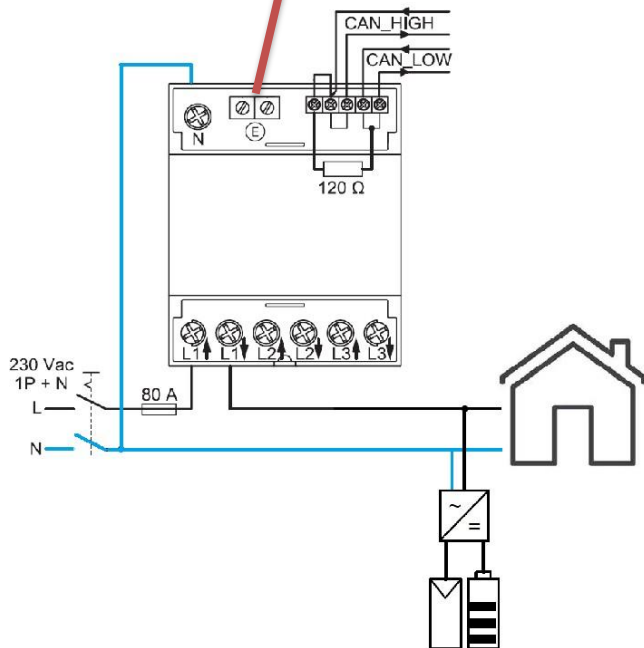 CAN_HIGH
CAN_LOW
N
E
120 Ω
L1 L1 L2 L2 L3 L3
230 Vac
1P + N
80 A
L
N
~
=